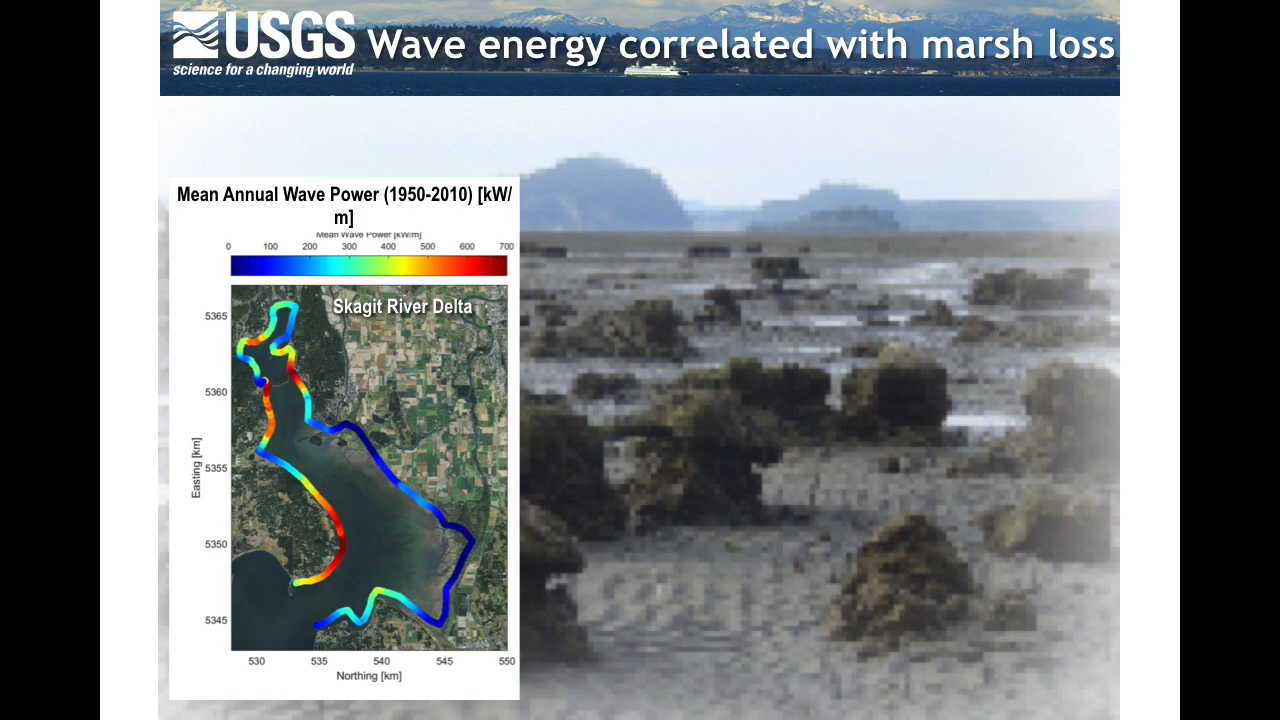 USGS
science for a changing world
Wave energy correlated with marsh loss
Mean Annual Wave Power (1950-2010) [kW/
m]
Mean Wave Power [kW/m]
0 100 200 300 400 500 600 700
Skagit River Delta
5365
5360
5355
5350
5345
Easting [km]
530 535 540 545 550
Northing [km]